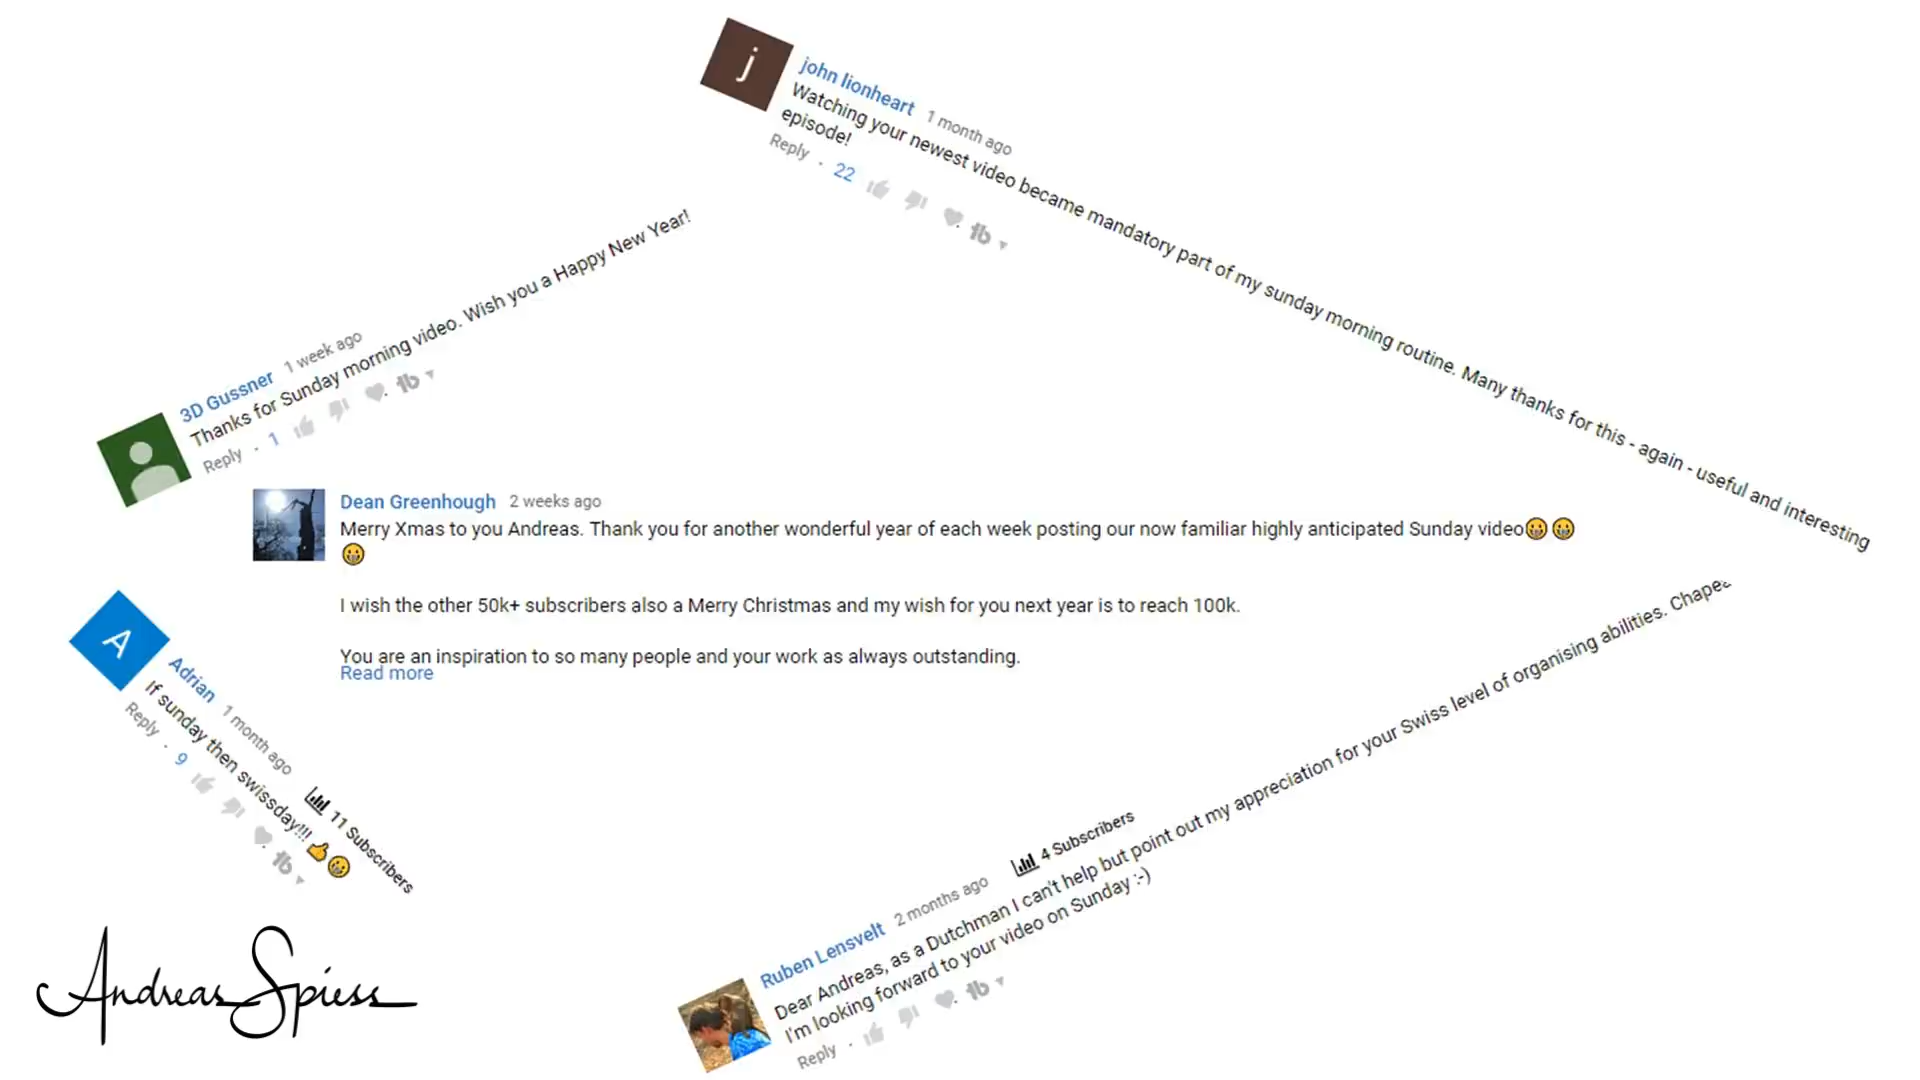 j
john lionheart 1 month ago
Watching your newest video became mandatory part of my sunday morning routine. Many thanks for this - again - useful and interesting
episode!
Reply · 22
3D Gussner 1 week ago
Thanks for Sunday morning video. Wish you a Happy New Year!
Reply · 1
Dean Greenhough 2 weeks ago
Merry Xmas to you Andreas. Thank you for another wonderful year of each week posting our now familiar highly anticipated Sunday video😀😀
😀
I wish the other 50k+ subscribers also a Merry Christmas and my wish for you next year is to reach 100k.
You are an inspiration to so many people and your work as always outstanding.
Read more
A
Adrian 1 month ago 11 Subscribers
If sunday then swissday!!! 👍😀
Reply · 9
Ruben Lensvelt 2 months ago 4 Subscribers
Dear Andreas, as a Dutchman I can't help but point out my appreciation for your Swiss level of organising abilities.
I'm looking forward to your video on Sunday :-)
Reply ·
Andreas Spiess